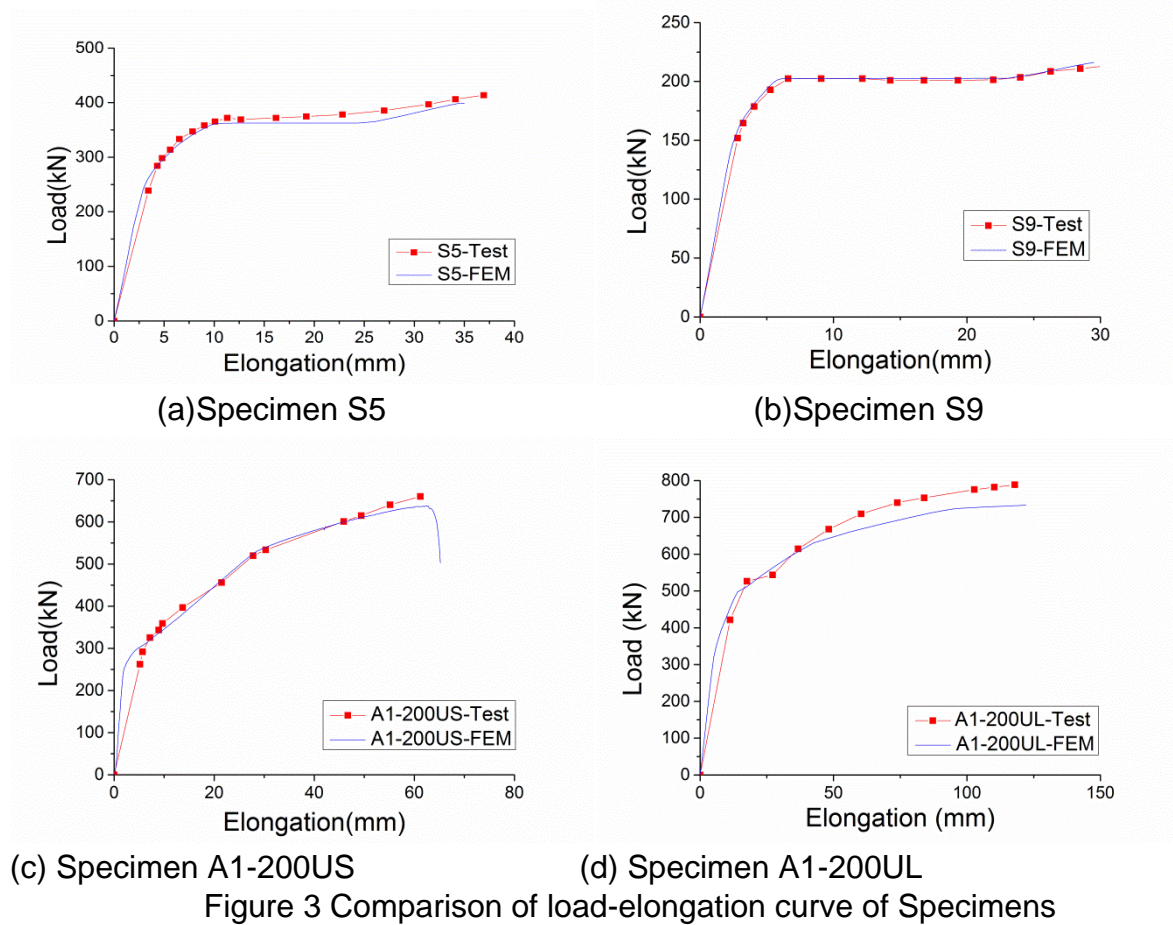 500
400
300
200
100
0
Load(kN)
S5-Test
S5-FEM
0 5 10 15 20 25 30 35 40
Elongation(mm)
(a)Specimen S5
250
200
150
100
50
0
Load(kN)
S9-Test
S9-FEM
0 10 20 30
Elongation(mm)
(b)Specimen S9
700
600
500
400
300
200
100
0
Load(kN)
A1-200US-Test
A1-200US-FEM
0 20 40 60 80
Elongation(mm)
(c) Specimen A1-200US
800
700
600
500
400
300
200
100
0
Load (kN)
A1-200UL-Test
A1-200UL-FEM
0 50 100 150
Elongation (mm)
(d) Specimen A1-200UL
Figure 3 Comparison of load-elongation curve of Specimens